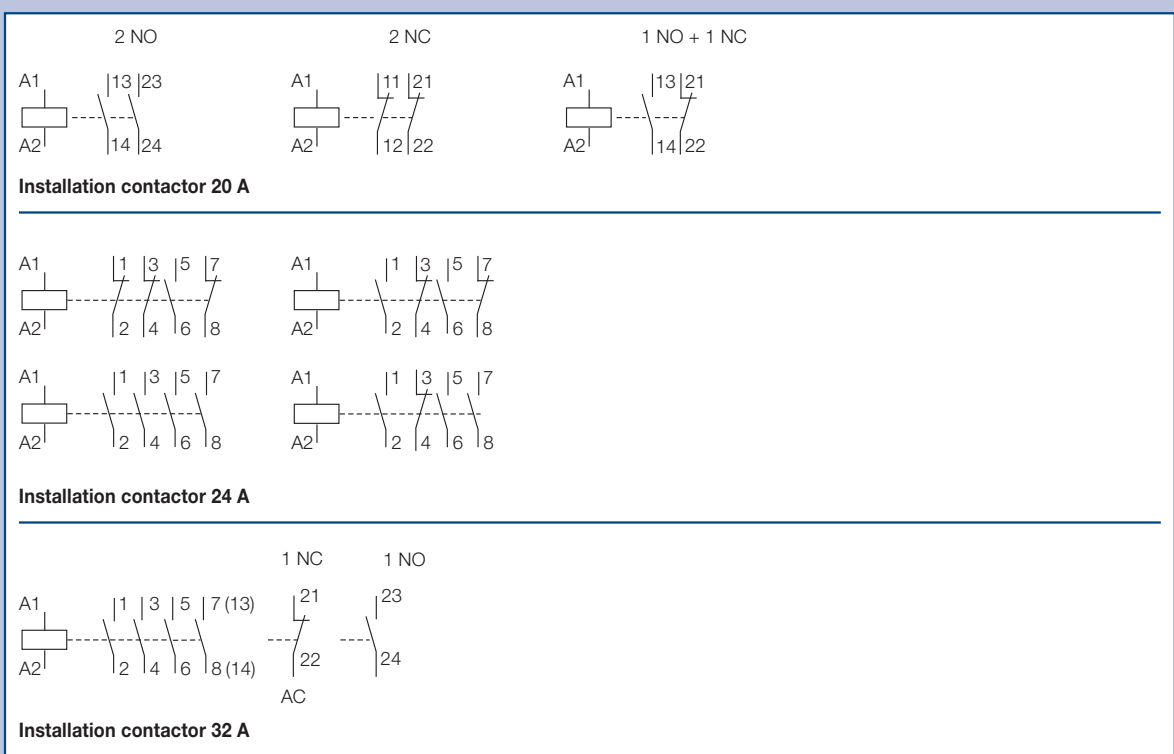 2 NO 2 NC 1 NO + 1 NC
A1 13 23 A1 11 21 A1 13 21
A2 14 24 A2 12 22 A2 14 22
Installation contactor 20 A
A1 1 3 5 7 A1 1 3 5 7
A2 2 4 6 8 A2 2 4 6 8
A1 1 3 5 7 A1 1 3 5 7
A2 2 4 6 8 A2 2 4 6 8
Installation contactor 24 A
1 NC 1 NO
A1 1 3 5 7 (13) 21 23
A2 2 4 6 8 (14) 22 24
AC
Installation contactor 32 A